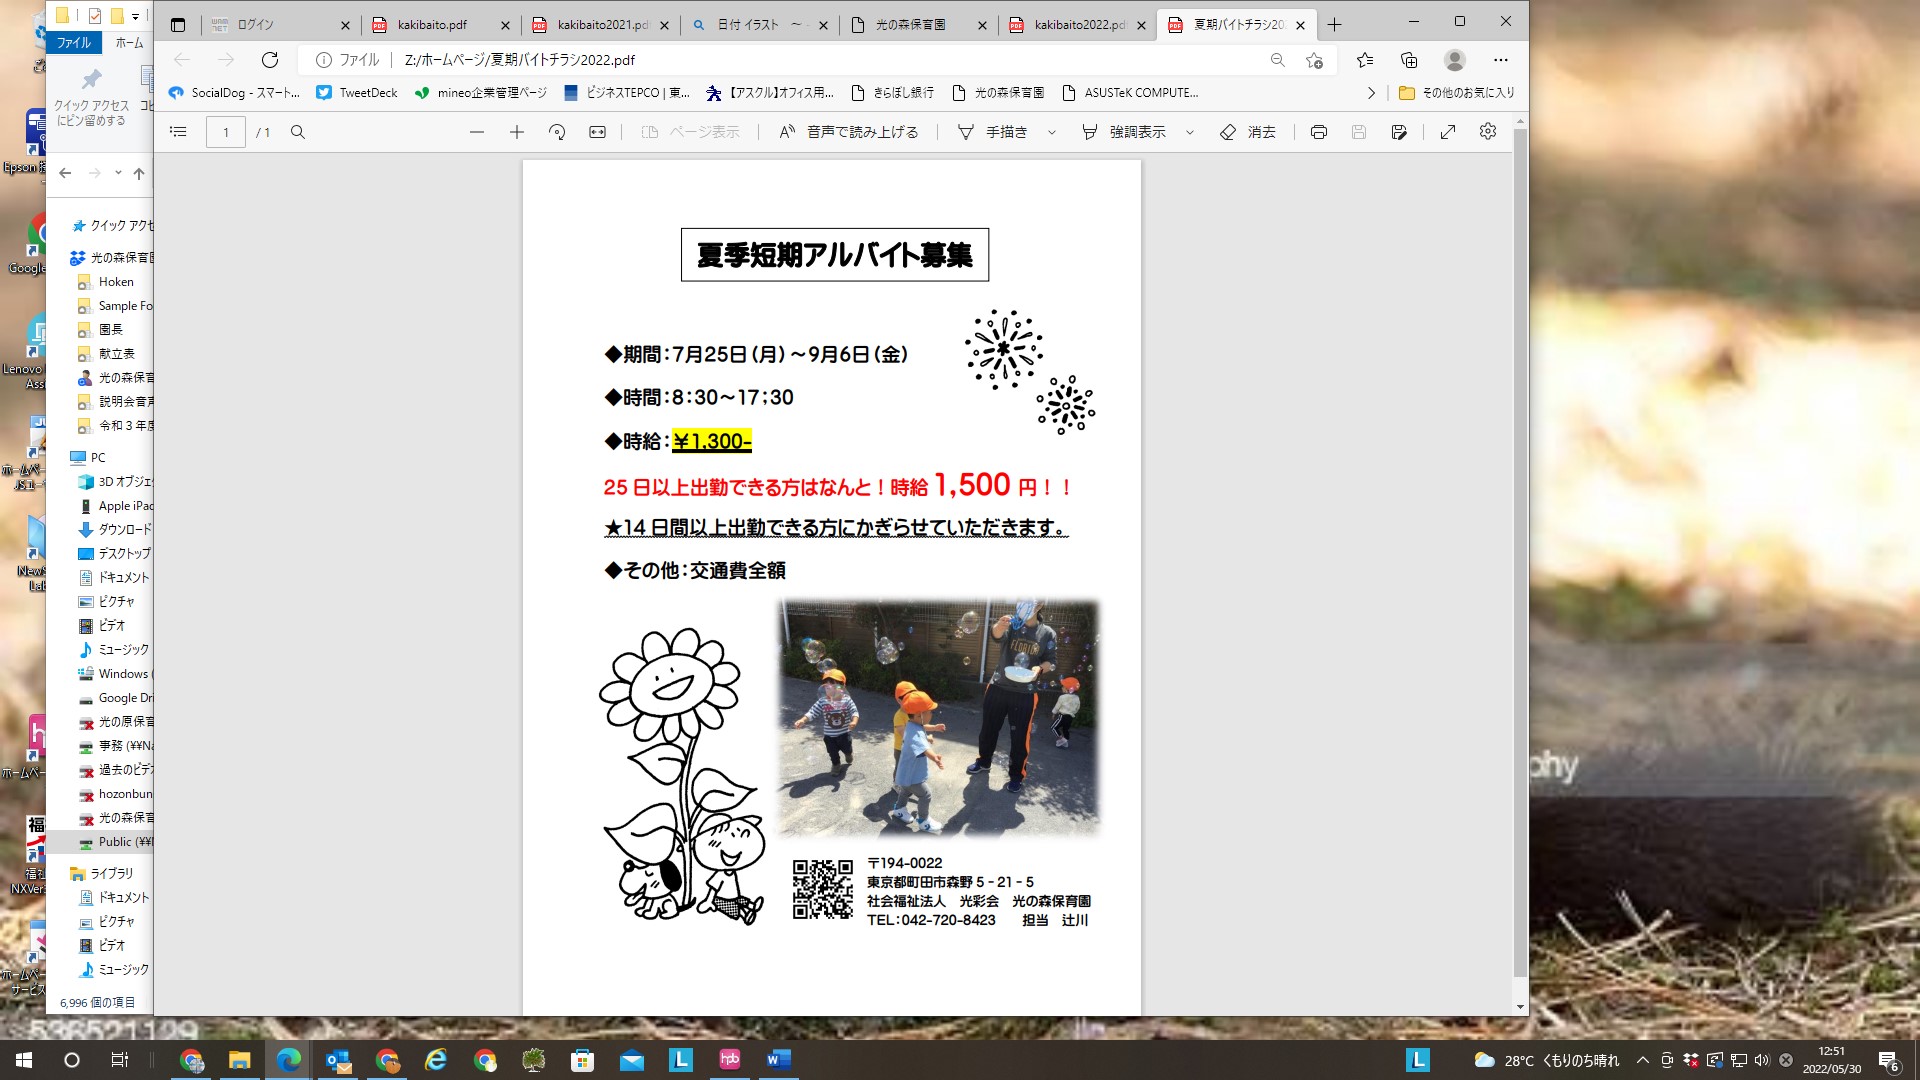 ファイル
ホーム
クイック アクセス
にピン留めする
ログイン
kakibaito.pdf
kakibaito2021.pd
日付 イラスト
光の森保育園
kakibaito2022.pd
夏期バイトチラシ202
ファイル
Z:/ホームページ/夏期バイトチラシ2022.pdf
SocialDog - スマート...
TweetDeck
mineo企業管理ページ
ビジネスTEPCO | 東...
【アスクル】オフィス用...
きらぼし銀行
光の森保育園
ASUSTeK COMPUTE...
その他のお気に入り
1 / 1
ページ表示
音声で読み上げる
手描き
強調表示
消去
クイック アクセ
光の森保育園
Hoken
Sample Fo
園長
献立表
光の森保育
説明会音声
令和３年度
PC
3D オブジェ
Apple iPad
ダウンロード
デスクトップ
ドキュメント
ピクチャ
ビデオ
ミュージック
Windows (
Google Dri
光の原保育
事務 (¥¥Na
過去のビデオ
hozonbun
光の森保育
Public (¥¥
ライブラリ
ドキュメント
ピクチャ
ビデオ
ミュージック
6,996 個の項目
Epson
Google
Lenovo
夏季短期アルバイト募集
◆期間：7月25日（月）～9月6日（金）
◆時間：8：30～17；30
◆時給：￥1,300-
25 日以上出勤できる方はなんと！時給 1,500 円！！
★14 日間以上出勤できる方にかぎらせていただきます。
◆その他：交通費全額
FLORID
〒194-0022
東京都町田市森野５‐21‐５
社会福祉法人　光彩会　光の森保育園
TEL：042-720-8423　　担当　辻川
phy
536521129
28°C くもりのち晴れ
12:51
2022/05/30
6